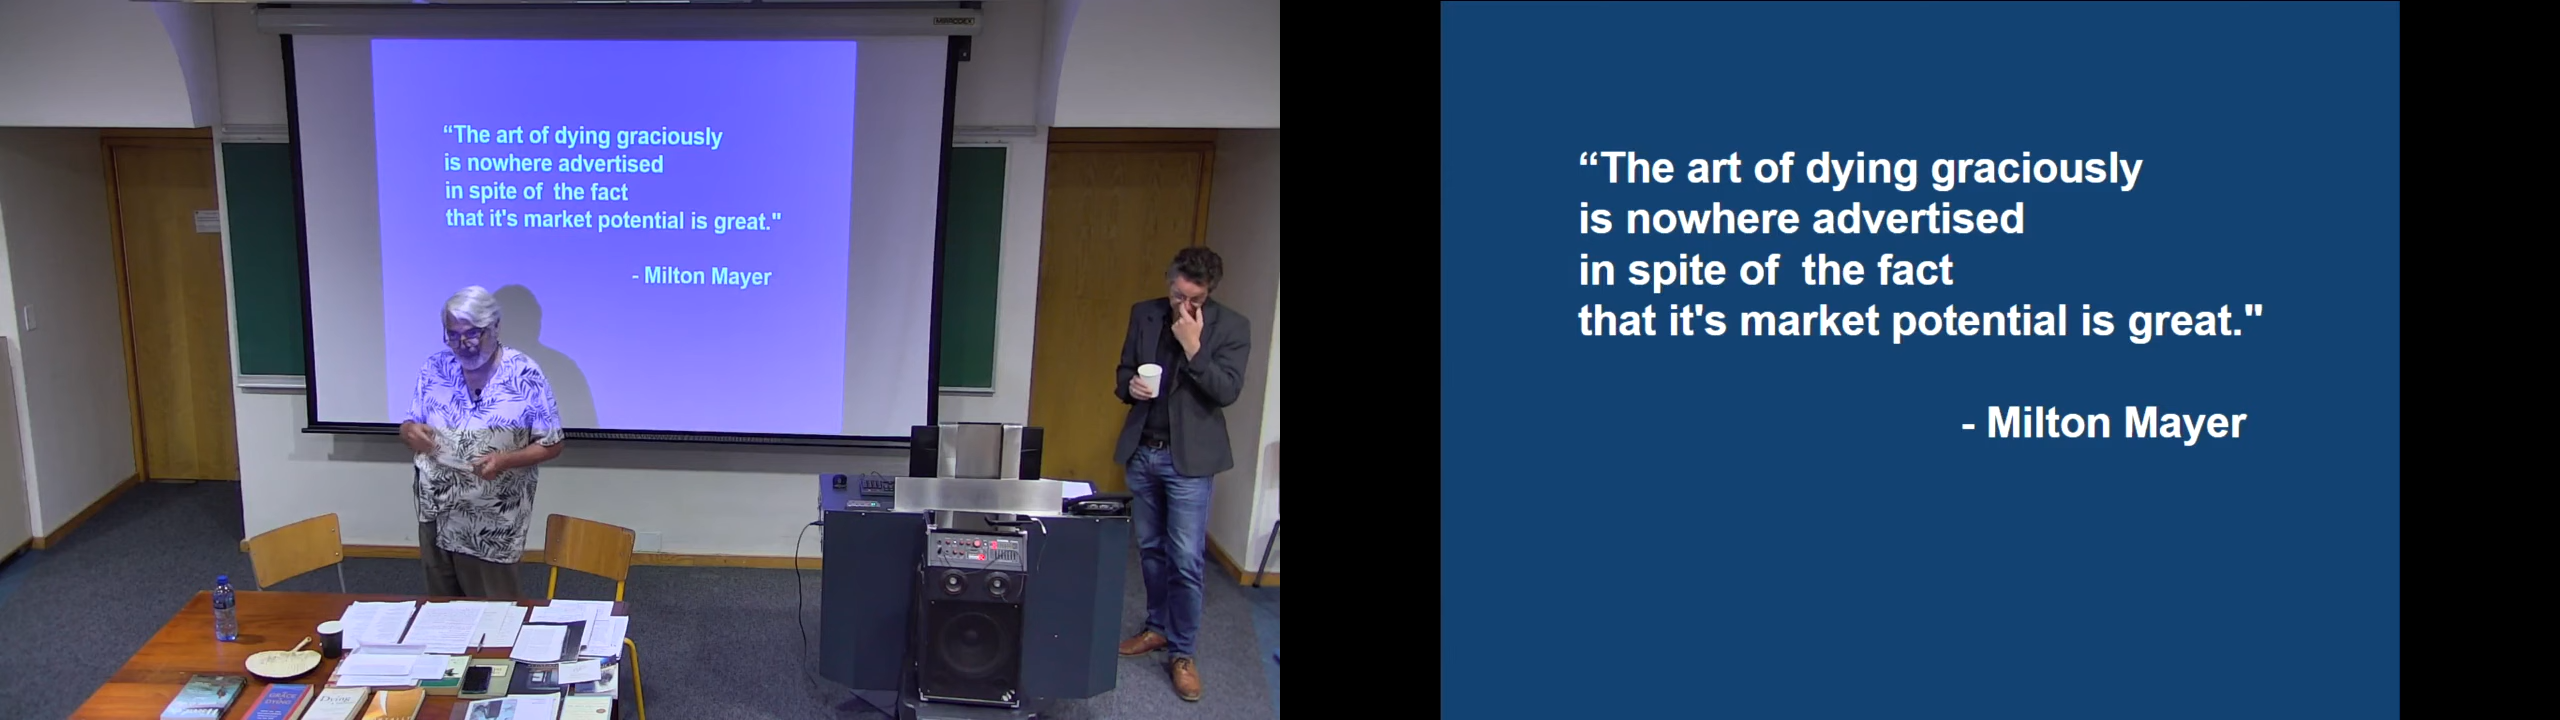 “The art of dying graciously
is nowhere advertised
in spite of  the fact
that it's market potential is great."
- Milton Mayer
“The art of dying graciously
is nowhere advertised
in spite of  the fact
that it's market potential is great."
- Milton Mayer